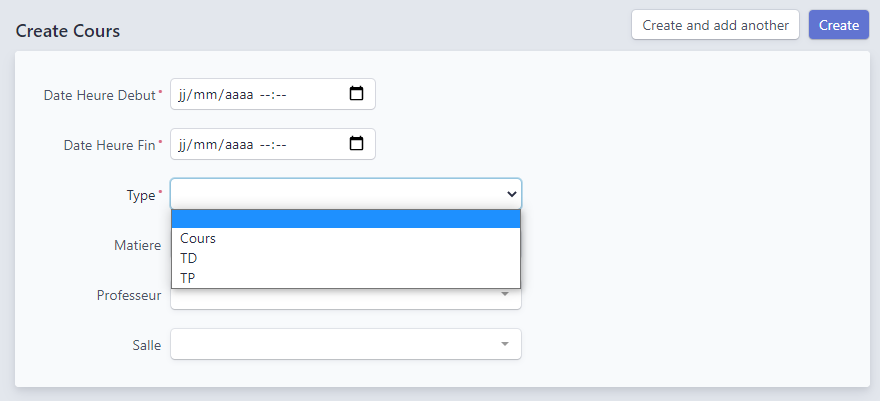 Create Cours
Create and add another
Create
Date Heure Debut*
jj/mm/aaaa --:--
Date Heure Fin*
jj/mm/aaaa --:--
Type*
Cours
TD
TP
Matiere
Professeur
Salle